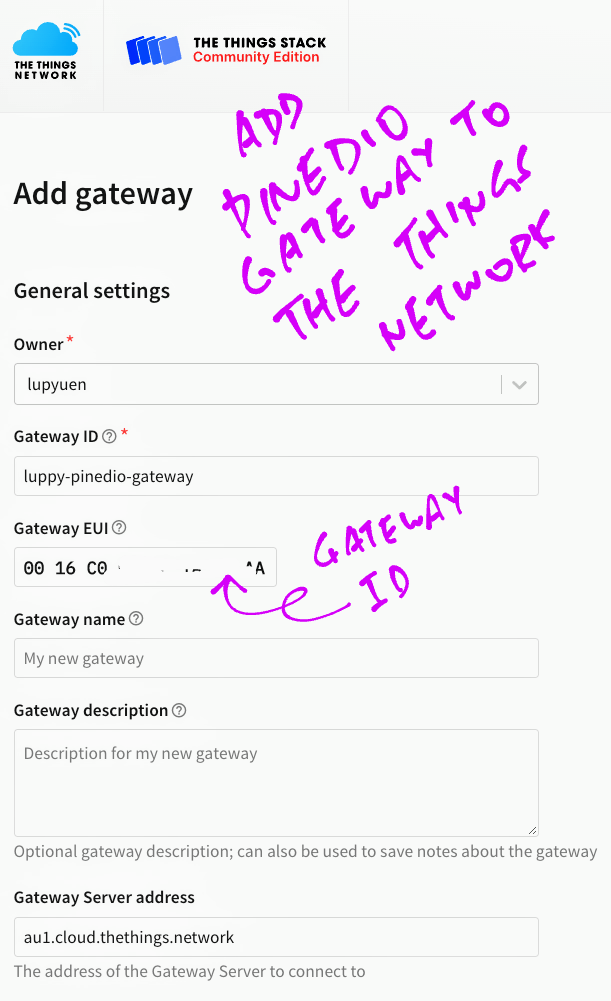 THE THINGS
NETWORK
THE THINGS STACK
Community Edition
ADD
PINEDIO
GATEWAY TO
THE THINGS
NETWORK
Add gateway
General settings
Owner*
lupyuen
Gateway ID *
luppy-pinedio-gateway
Gateway EUI
00 16 C0
GATEWAY
ID
Gateway name
My new gateway
Gateway description
Description for my new gateway
Optional gateway description; can also be used to save notes about the gateway
Gateway Server address
au1.cloud.thethings.network
The address of the Gateway Server to connect to